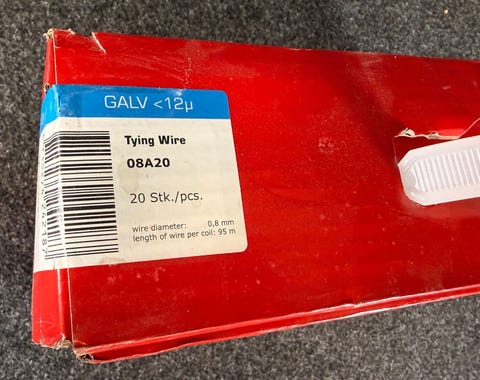 GALV <12µ
Tying Wire
08A20
20 Stk./pcs.
wire diameter: 0,8 mm
length of wire per coil: 95 m